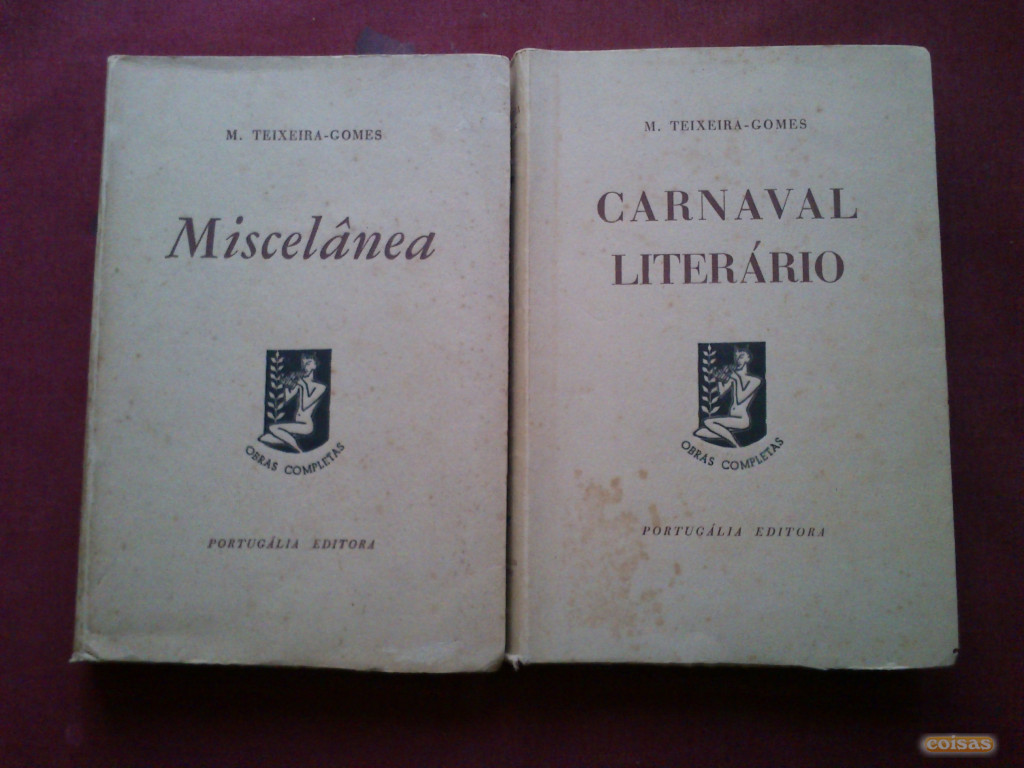 M. TEIXEIRA-GOMES
Miscelânea
OBRAS COMPLETAS
PORTUGÁLIA EDITORA
M. TEIXEIRA-GOMES
CARNAVAL
LITERÁRIO
OBRAS COMPLETAS
PORTUGÁLIA EDITORA
coisas